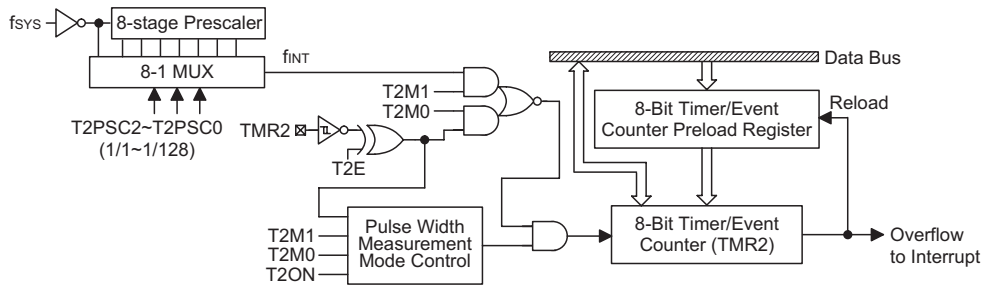 fSYS
8-stage Prescaler
8-1 MUX
fINT
T2PSC2~T2PSC0
(1/1~1/128)
TMR2
T2E
T2M1
T2M0
Data Bus
8-Bit Timer/Event
Counter Preload Register
Reload
T2M1
T2M0
T2ON
Pulse Width
Measurement
Mode Control
8-Bit Timer/Event
Counter (TMR2)
Overflow
to Interrupt